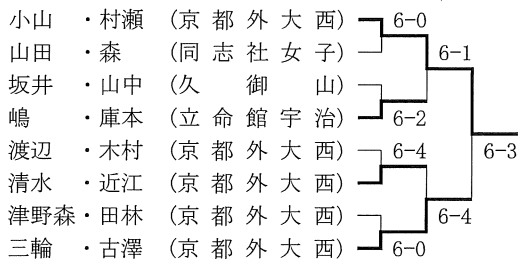 小山・村瀬（京都外大西） 6-0
山田・森（同志社女子） 6-1
坂井・山中（久御山）
嶋・庫本（立命館宇治） 6-2
渡辺・木村（京都外大西） 6-4 6-3
清水・近江（京都外大西）
津野森・田林（京都外大西） 6-4
三輪・古澤（京都外大西） 6-0